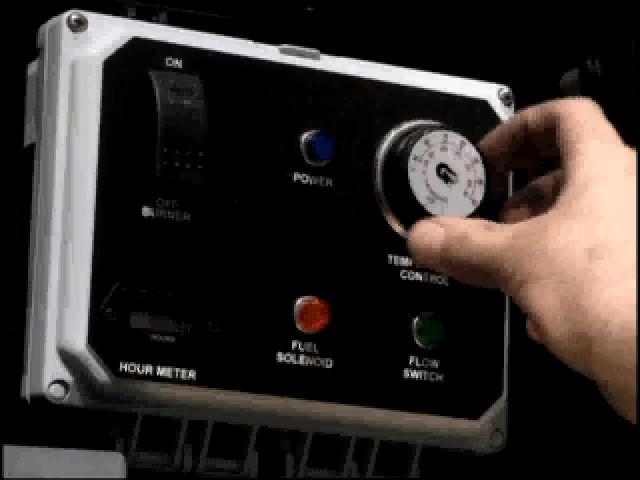 ON
OFF
BURNER
POWER
CONTROL
HOUR METER
FUEL
SOLENOID
FLOW
SWITCH